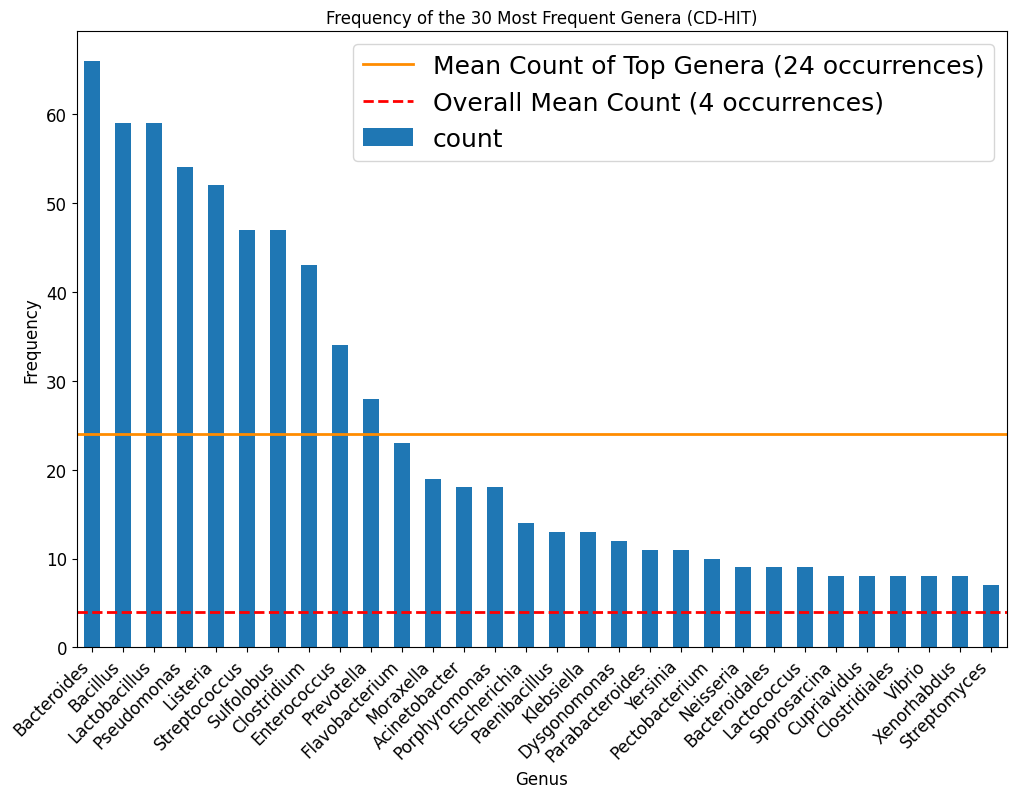 Frequency of the 30 Most Frequent Genera (CD-HIT)
Mean Count of Top Genera (24 occurrences)
Overall Mean Count (4 occurrences)
count
Frequency
60
50
40
30
20
10
0
Bacteroides
Bacillus
Lactobacillus
Pseudomonas
Listeria
Streptococcus
Sulfolobus
Clostridium
Enterococcus
Prevotella
Flavobacterium
Moraxella
Acinetobacter
Porphyromonas
Escherichia
Paenibacillus
Klebsiella
Dysgonomonas
Parabacteroides
Yersinia
Pectobacterium
Neisseria
Bacteroidales
Lactococcus
Sporosarcina
Cupriavidus
Clostridiales
Vibrio
Xenorhabdus
Streptomyces
Genus